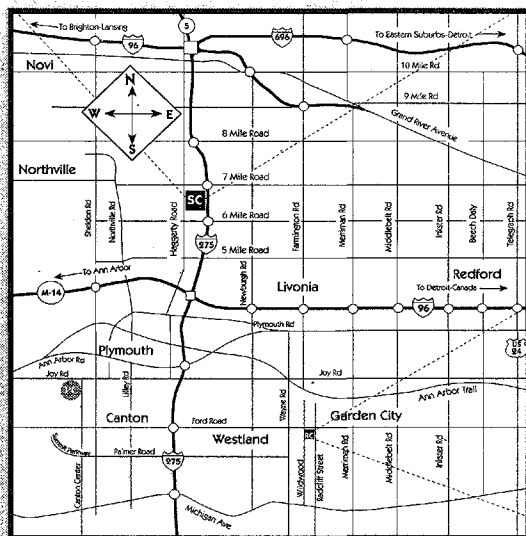 5
To Brighton-Lansing
96
696
To Eastern Suburbs-Detroit
Novi
10 Mile Rd
9 Mile Rd
Grand River Avenue
N
W
E
S
8 Mile Road
Northville
7 Mile Road
SC
6 Mile Road
275
5 Mile Road
Sheldon Rd
Northville Rd
Haggerty Road
Newburgh Rd
Farmington Rd
Merriman Rd
Middlebelt Rd
Inkster Rd
Beech Daly
Telegraph Rd
To Ann Arbor
M-14
Livonia
Redford
To Detroit-Canada
96
Plymouth Rd
Plymouth
Ann Arbor Rd
Joy Rd
Joy Rd
US
24
Ann Arbor Trail
Lilley Rd
Canton
Ford Road
Wayne Rd
Garden City
Westland
SC
Palmer Road
275
Canton Center
Wildwood
Radcliff Street
Merriman Rd
Middlebelt Rd
Inkster Rd
Michigan Ave